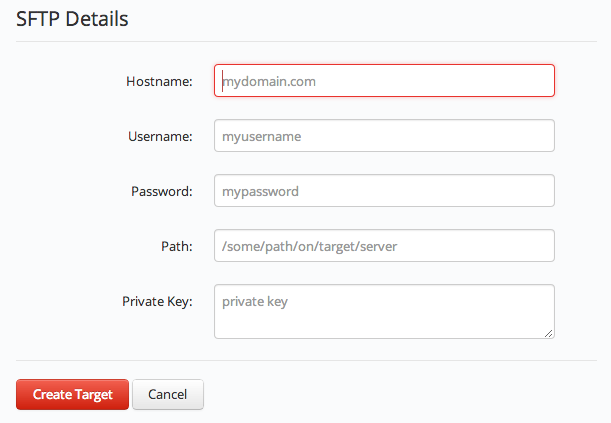 SFTP Details
Hostname: mydomain.com
Username: myusername
Password: mypassword
Path: /some/path/on/target/server
Private Key: private key
Create Target Cancel